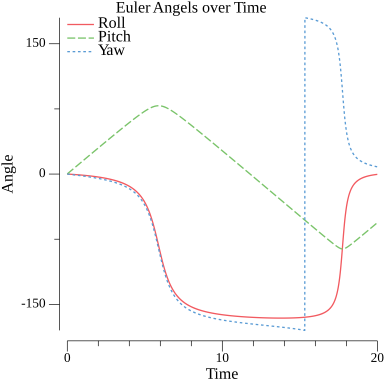 Euler Angels over Time
Roll
Pitch
Yaw
150
0
-150
Angle
0
10
20
Time